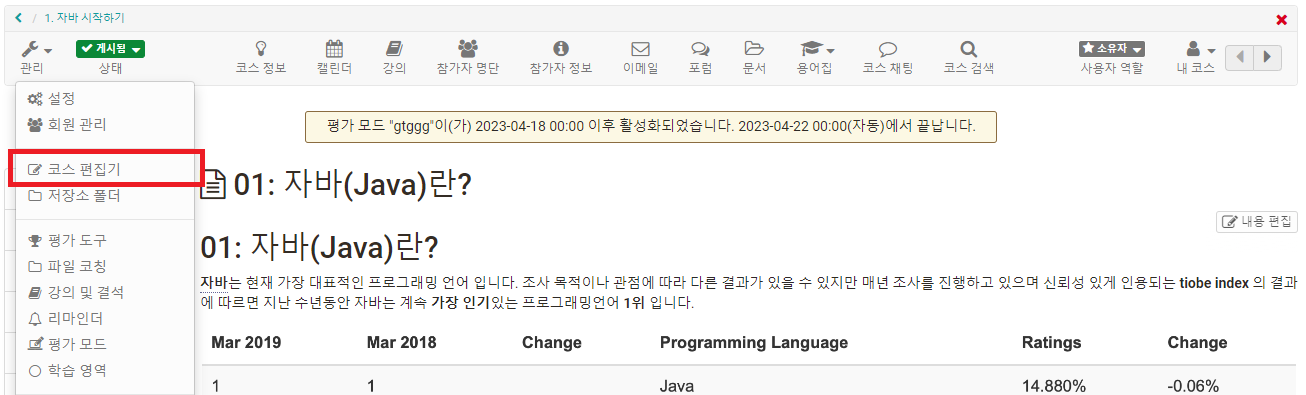 / 1. 자바 시작하기
관리
게시됨
상태
코스 정보
캘린더
강의
참가자 명단
참가자 정보
이메일
포럼
문서
용어집
코스 채팅
코스 검색
소유자
사용자 역할
내 코스
설정
회원 관리
코스 편집기
저장소 폴더
평가 도구
파일 코칭
강의 및 결석
리마인더
평가 모드
학습 영역
평가 모드 "gtggg"이(가) 2023-04-18 00:00 이후 활성화되었습니다. 2023-04-22 00:00(자동)에서 끝납니다.
01: 자바(Java)란?
내용 편집
01: 자바(Java)란?
자바는 현재 가장 대표적인 프로그래밍 언어 입니다. 조사 목적이나 관점에 따라 다른 결과가 있을 수 있지만 매년 조사를 진행하고 있으며 신뢰성 있게 인용되는 tiobe index 의 결과
에 따르면 지난 수년동안 자바는 계속 가장 인기있는 프로그래밍언어 1위 입니다.
Mar 2019 Mar 2018 Change Programming Language Ratings Change
1 1 Java 14.880% -0.06%